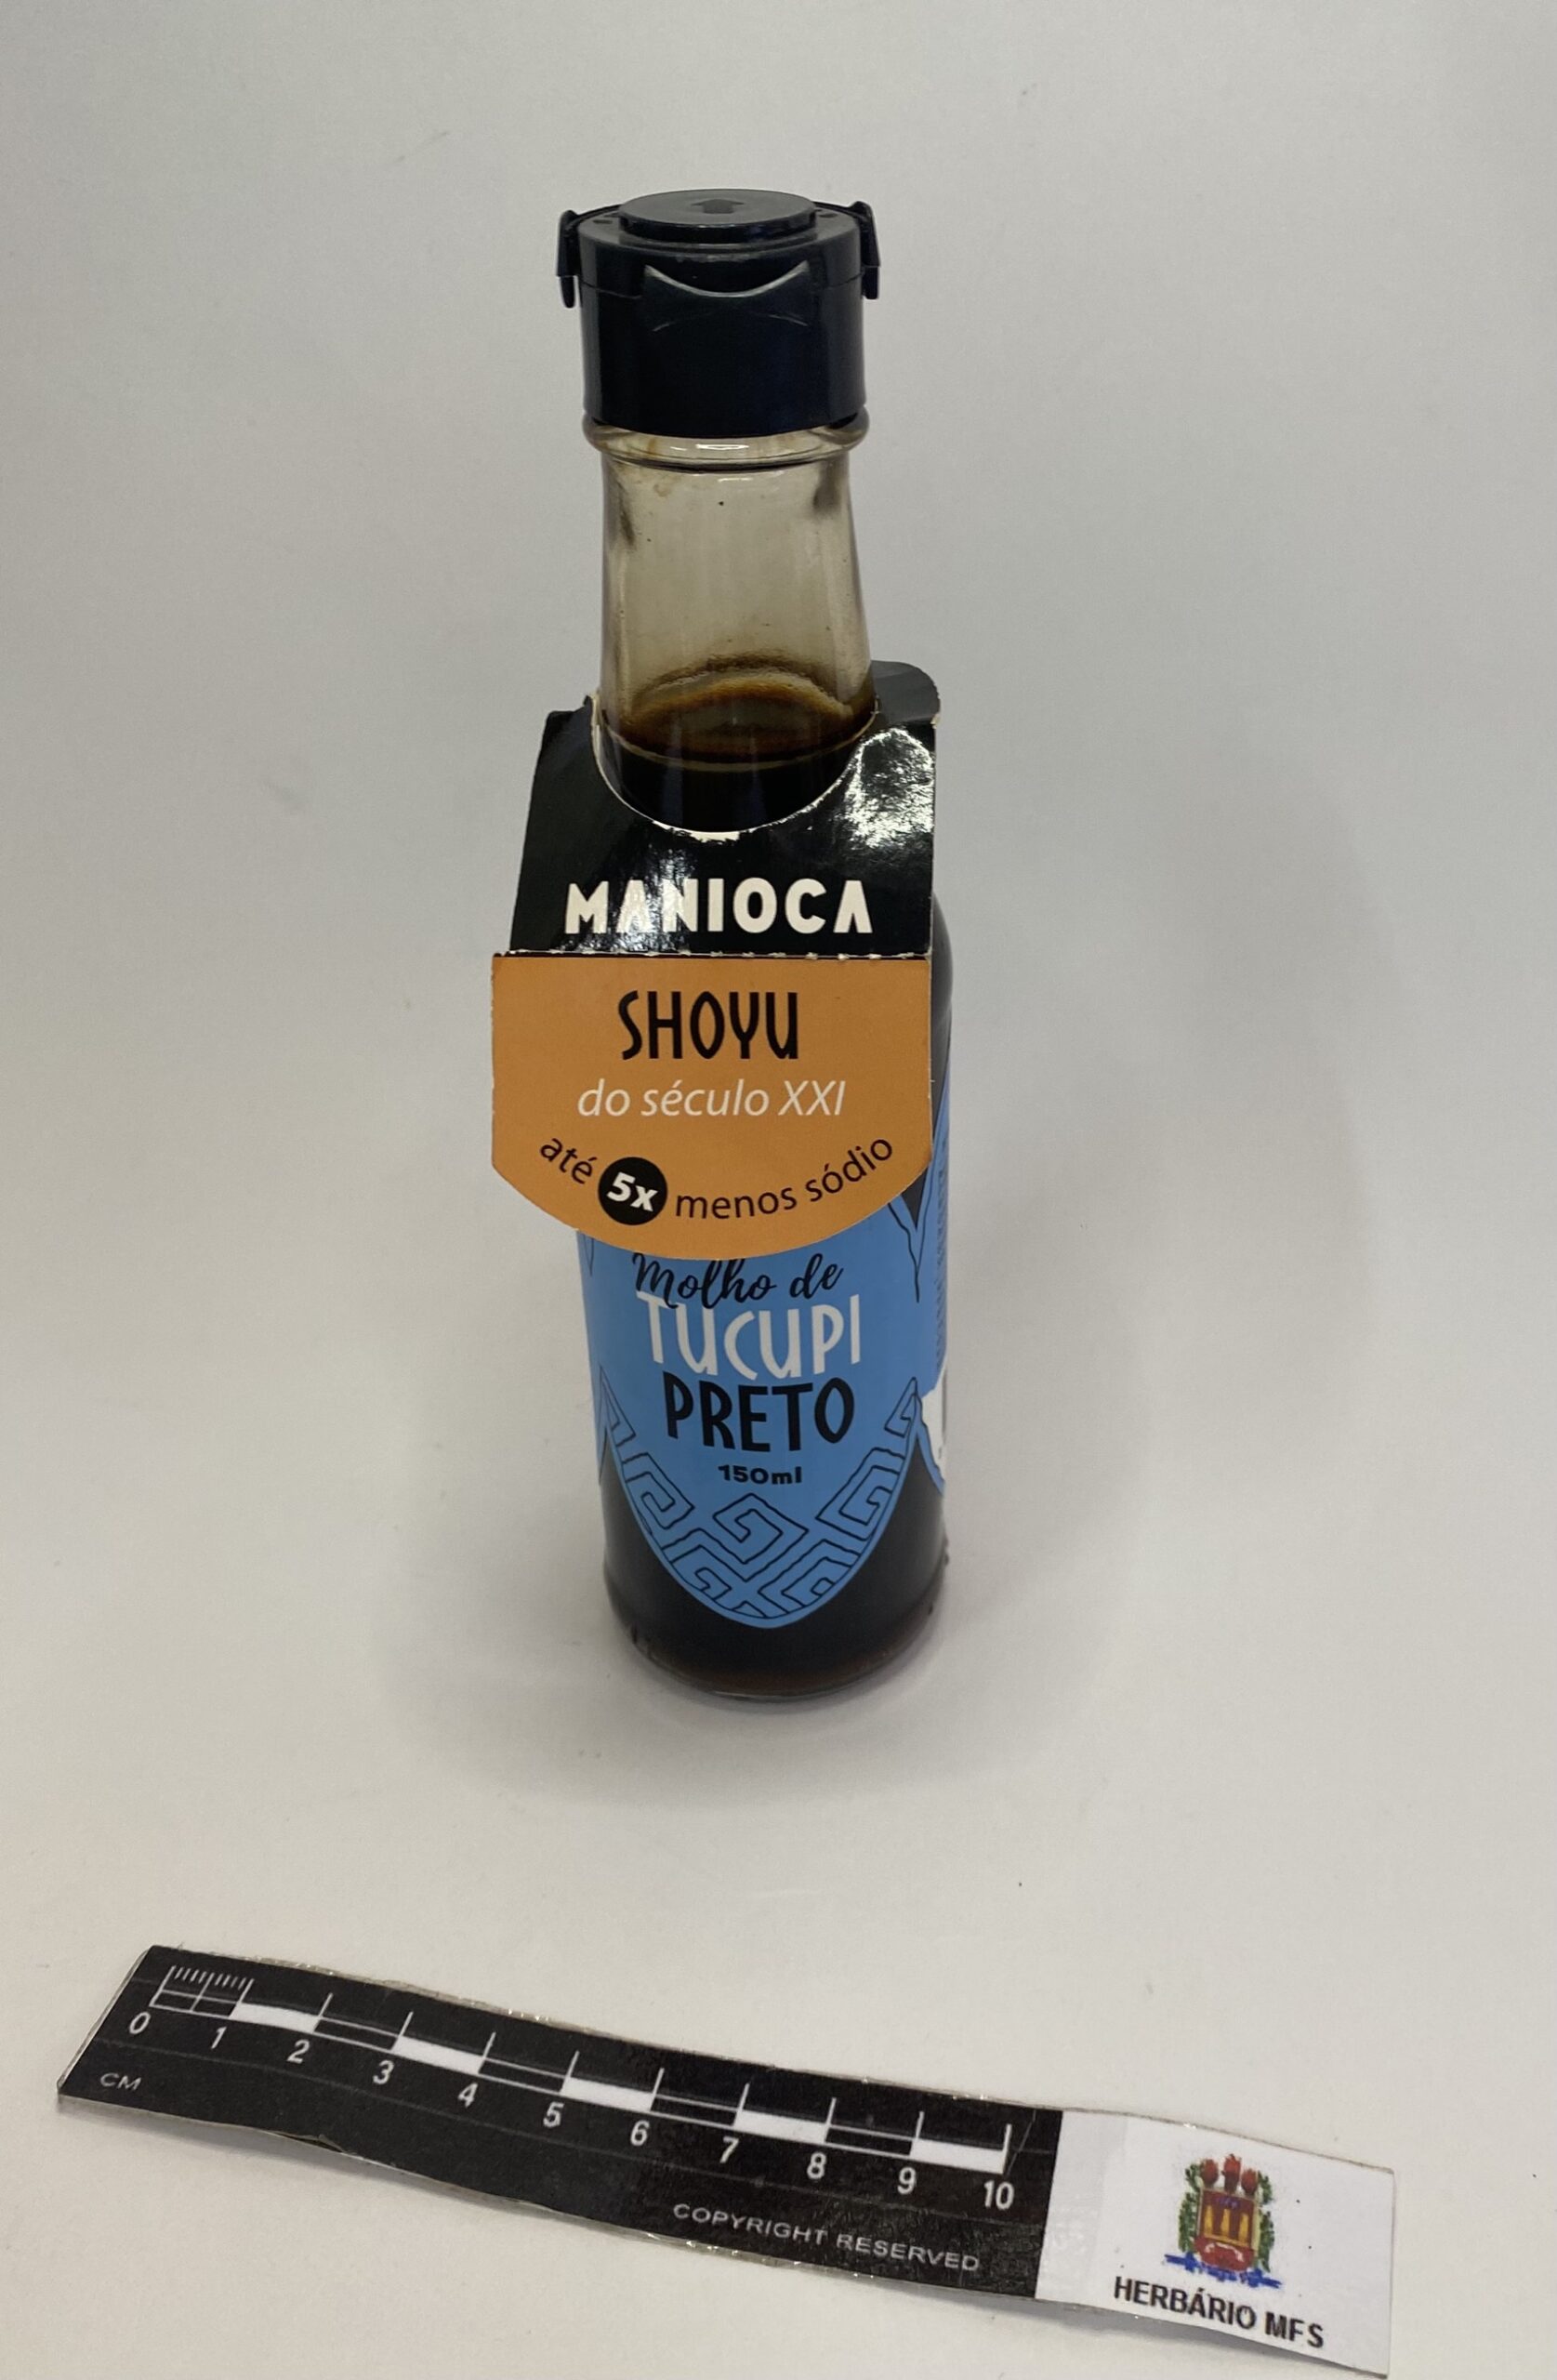 MANIOCA
SHOYU
do século XXI
até 5x menos sódio
Molho de
TUCUPI
PRETO
150ml
0 1 2 3 4 5 6 7 8 9 10
CM
COPYRIGHT RESERVED
HERBÁRIO MFS